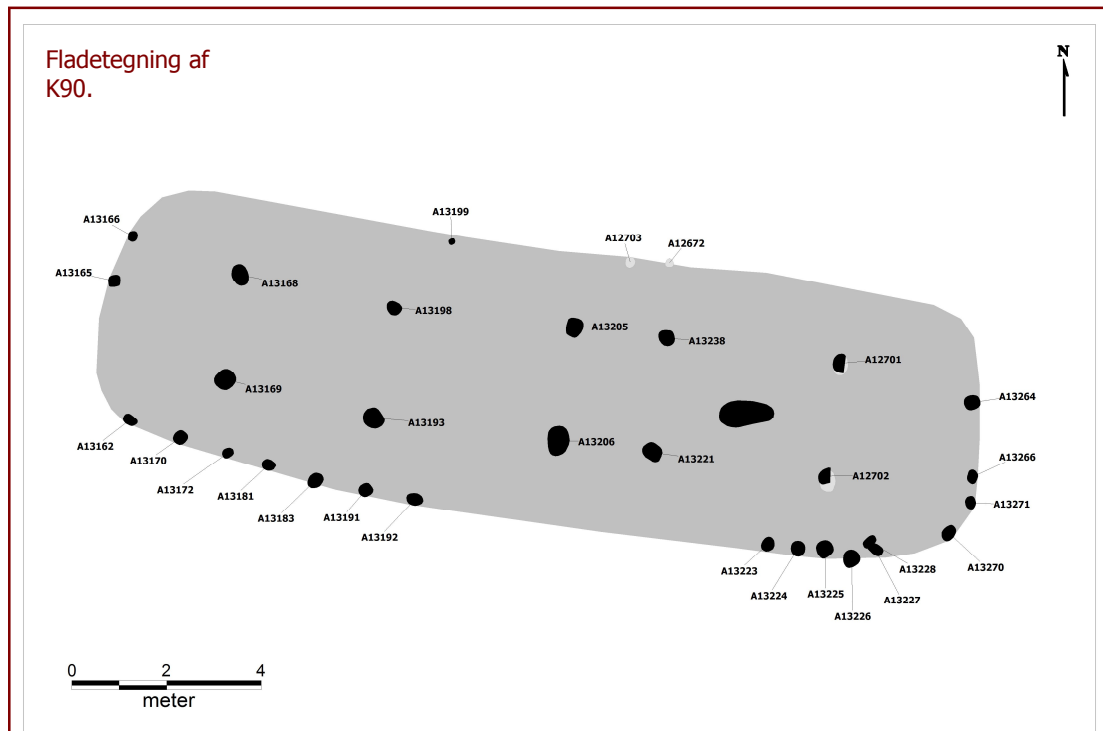 Fladetegning af
K90.
N
A13166
A13199
A12703
A12672
A13165
A13168
A13198
A13205
A13238
A12701
A13169
A13193
A13264
A13206
A13221
A12702
A13162
A13170
A13172
A13181
A13183
A13191
A13192
A13266
A13271
A13270
A13223
A13224
A13225
A13226
A13227
A13228
0 2 4
meter